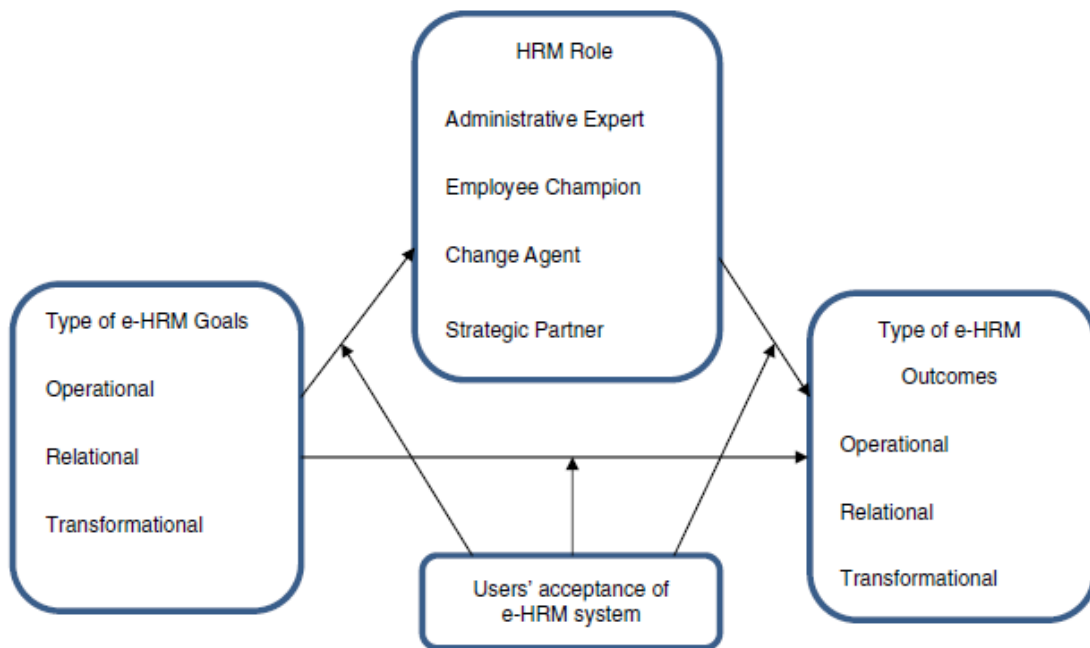 HRM Role
Administrative Expert
Employee Champion
Change Agent
Strategic Partner
Type of e-HRM Goals
Operational
Relational
Transformational
Type of e-HRM
Outcomes
Operational
Relational
Transformational
Users’ acceptance of
e-HRM system